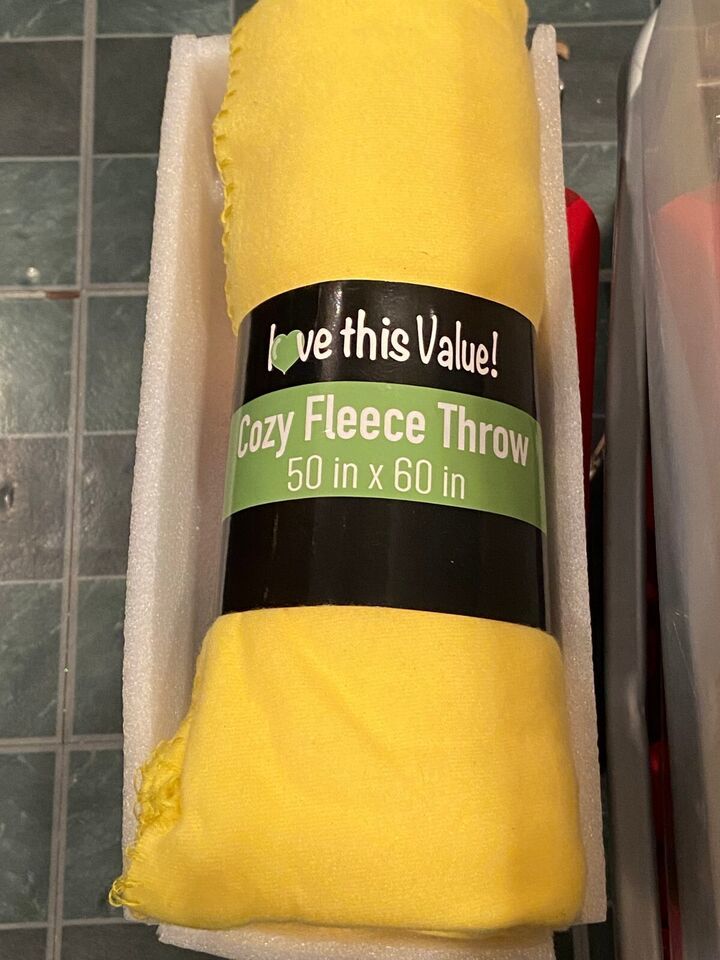 love this Value!
Cozy Fleece Throw
50 in x 60 in